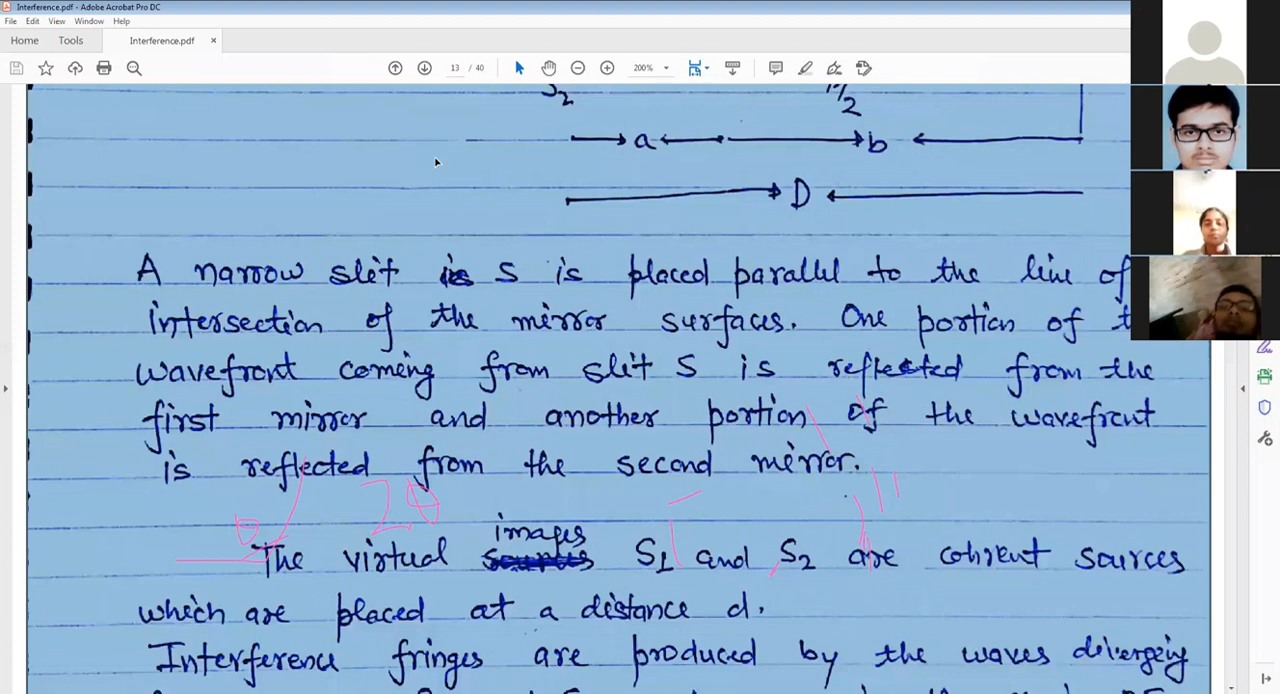 Interference.pdf - Adobe Acrobat Pro DC
File Edit View Window Help
Home Tools Interference.pdf ×
13 / 40 200%
S2 /2
a b
D
A narrow slit is S is placed parallel to the line of
intersection of the mirror surfaces. One portion of
wavefront coming from slit S is reflected from the
first mirror and another portion of the wavefront
is reflected from the second mirror.
θ 2θ
images
The virtual S1 and S2 are coherent sources
which are placed at a distance d.
Interference fringes are produced by the waves diverging